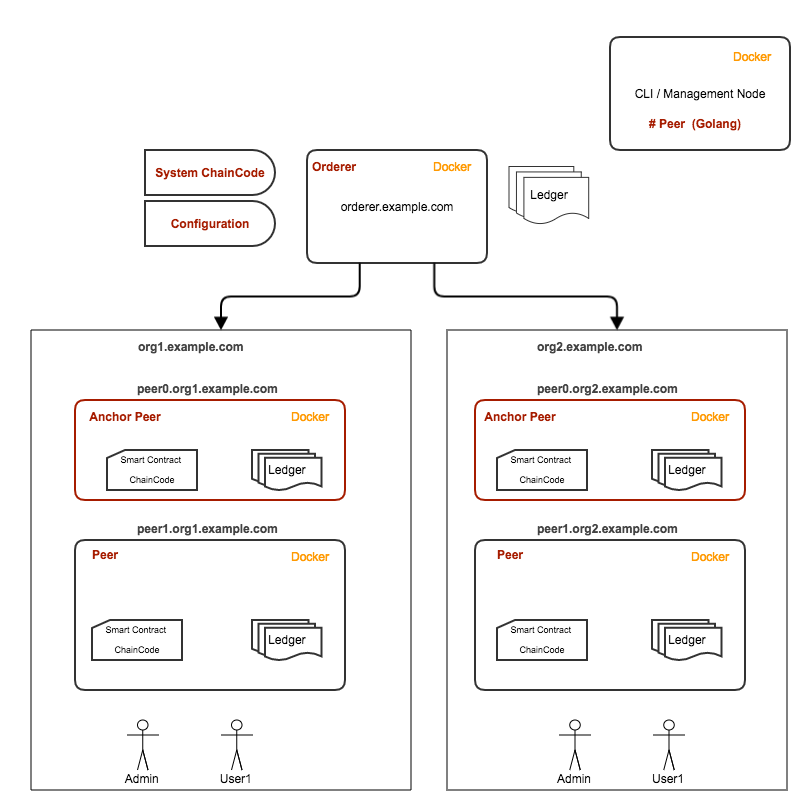 Docker
CLI / Management Node
# Peer (Golang)
System ChainCode
Configuration
Orderer
Docker
orderer.example.com
Ledger
org1.example.com
peer0.org1.example.com
Anchor Peer
Docker
Smart Contract
ChainCode
Ledger
peer1.org1.example.com
Peer
Docker
Smart Contract
ChainCode
Ledger
Admin
User1
org2.example.com
peer0.org2.example.com
Anchor Peer
Docker
Smart Contract
ChainCode
Ledger
peer1.org2.example.com
Peer
Docker
Smart Contract
ChainCode
Ledger
Admin
User1